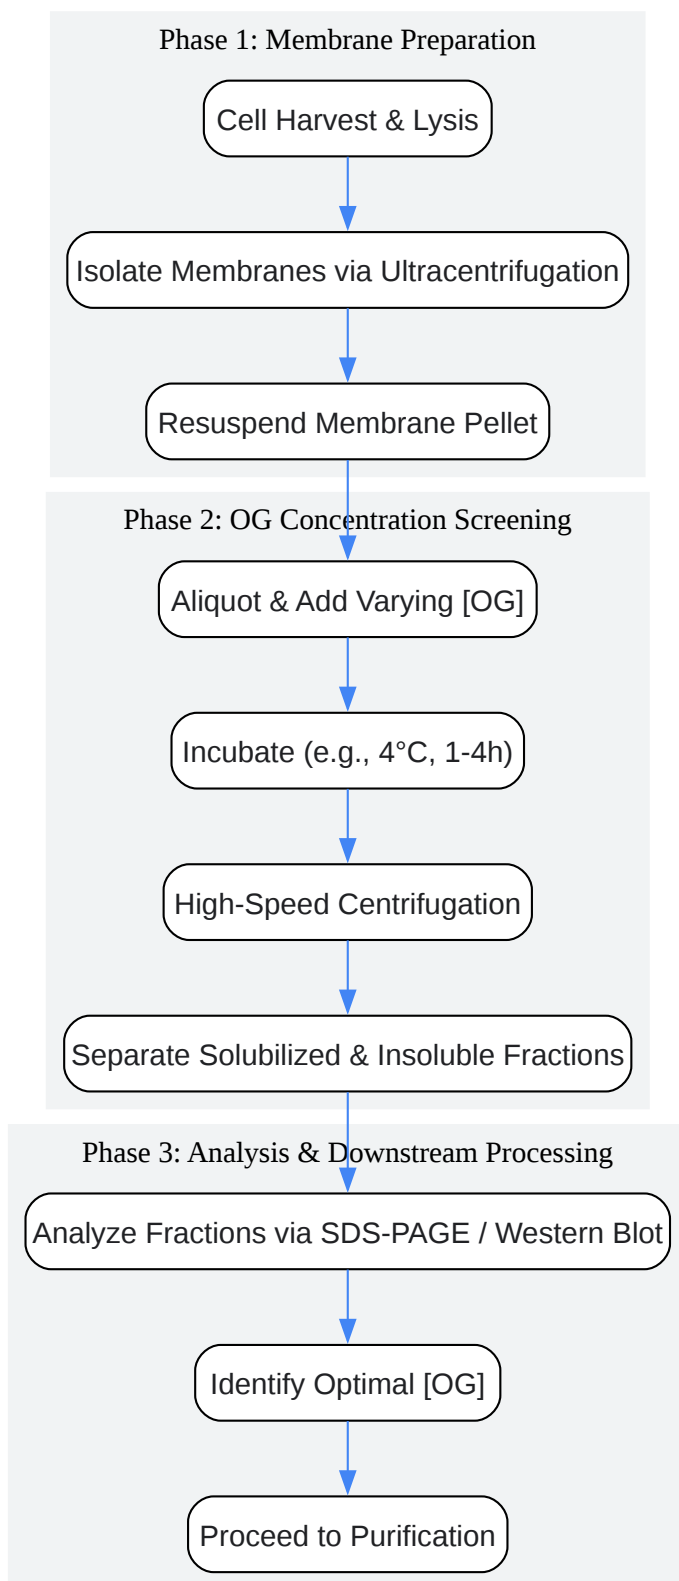 Phase 1: Membrane Preparation
Cell Harvest & Lysis
Isolate Membranes via Ultracentrifugation
Resuspend Membrane Pellet
Phase 2: OG Concentration Screening
Aliquot & Add Varying [OG]
Incubate (e.g., 4°C, 1-4h)
High-Speed Centrifugation
Separate Solubilized & Insoluble Fractions
Phase 3: Analysis & Downstream Processing
Analyze Fractions via SDS-PAGE / Western Blot
Identify Optimal [OG]
Proceed to Purification